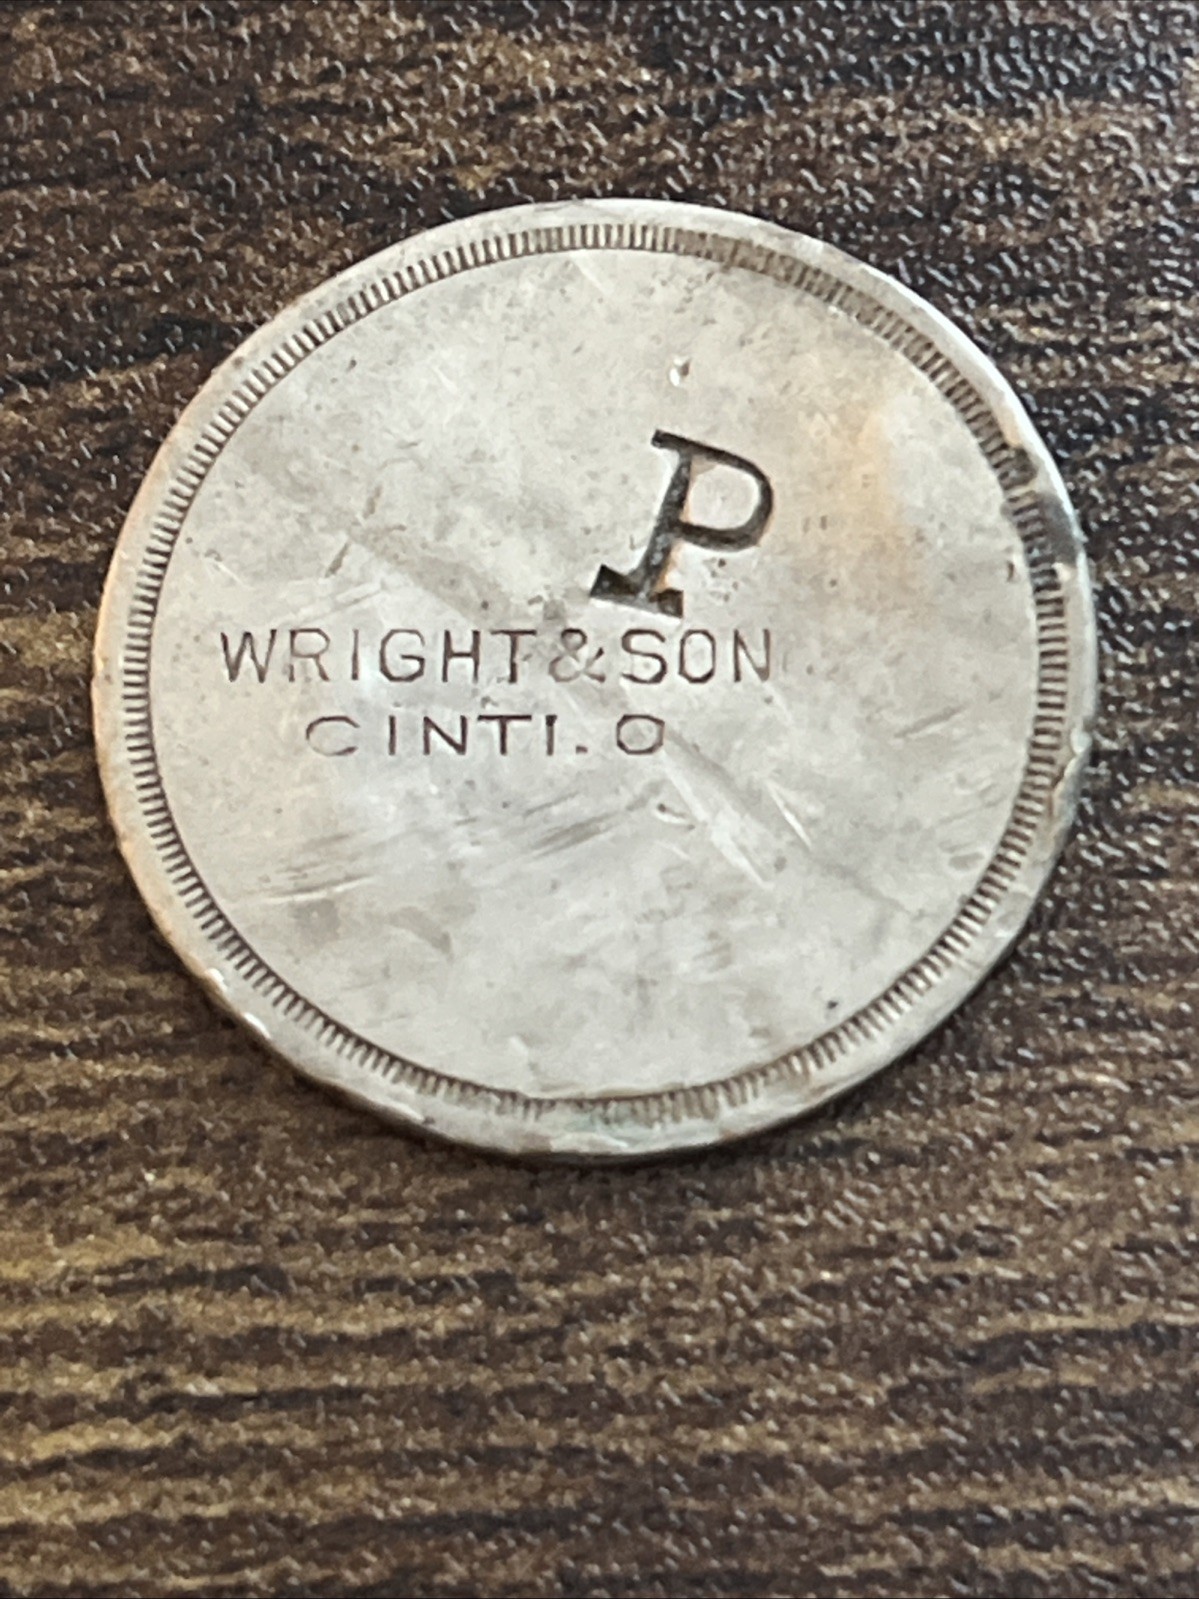 P
WRIGHT & SON
CINTI. O.